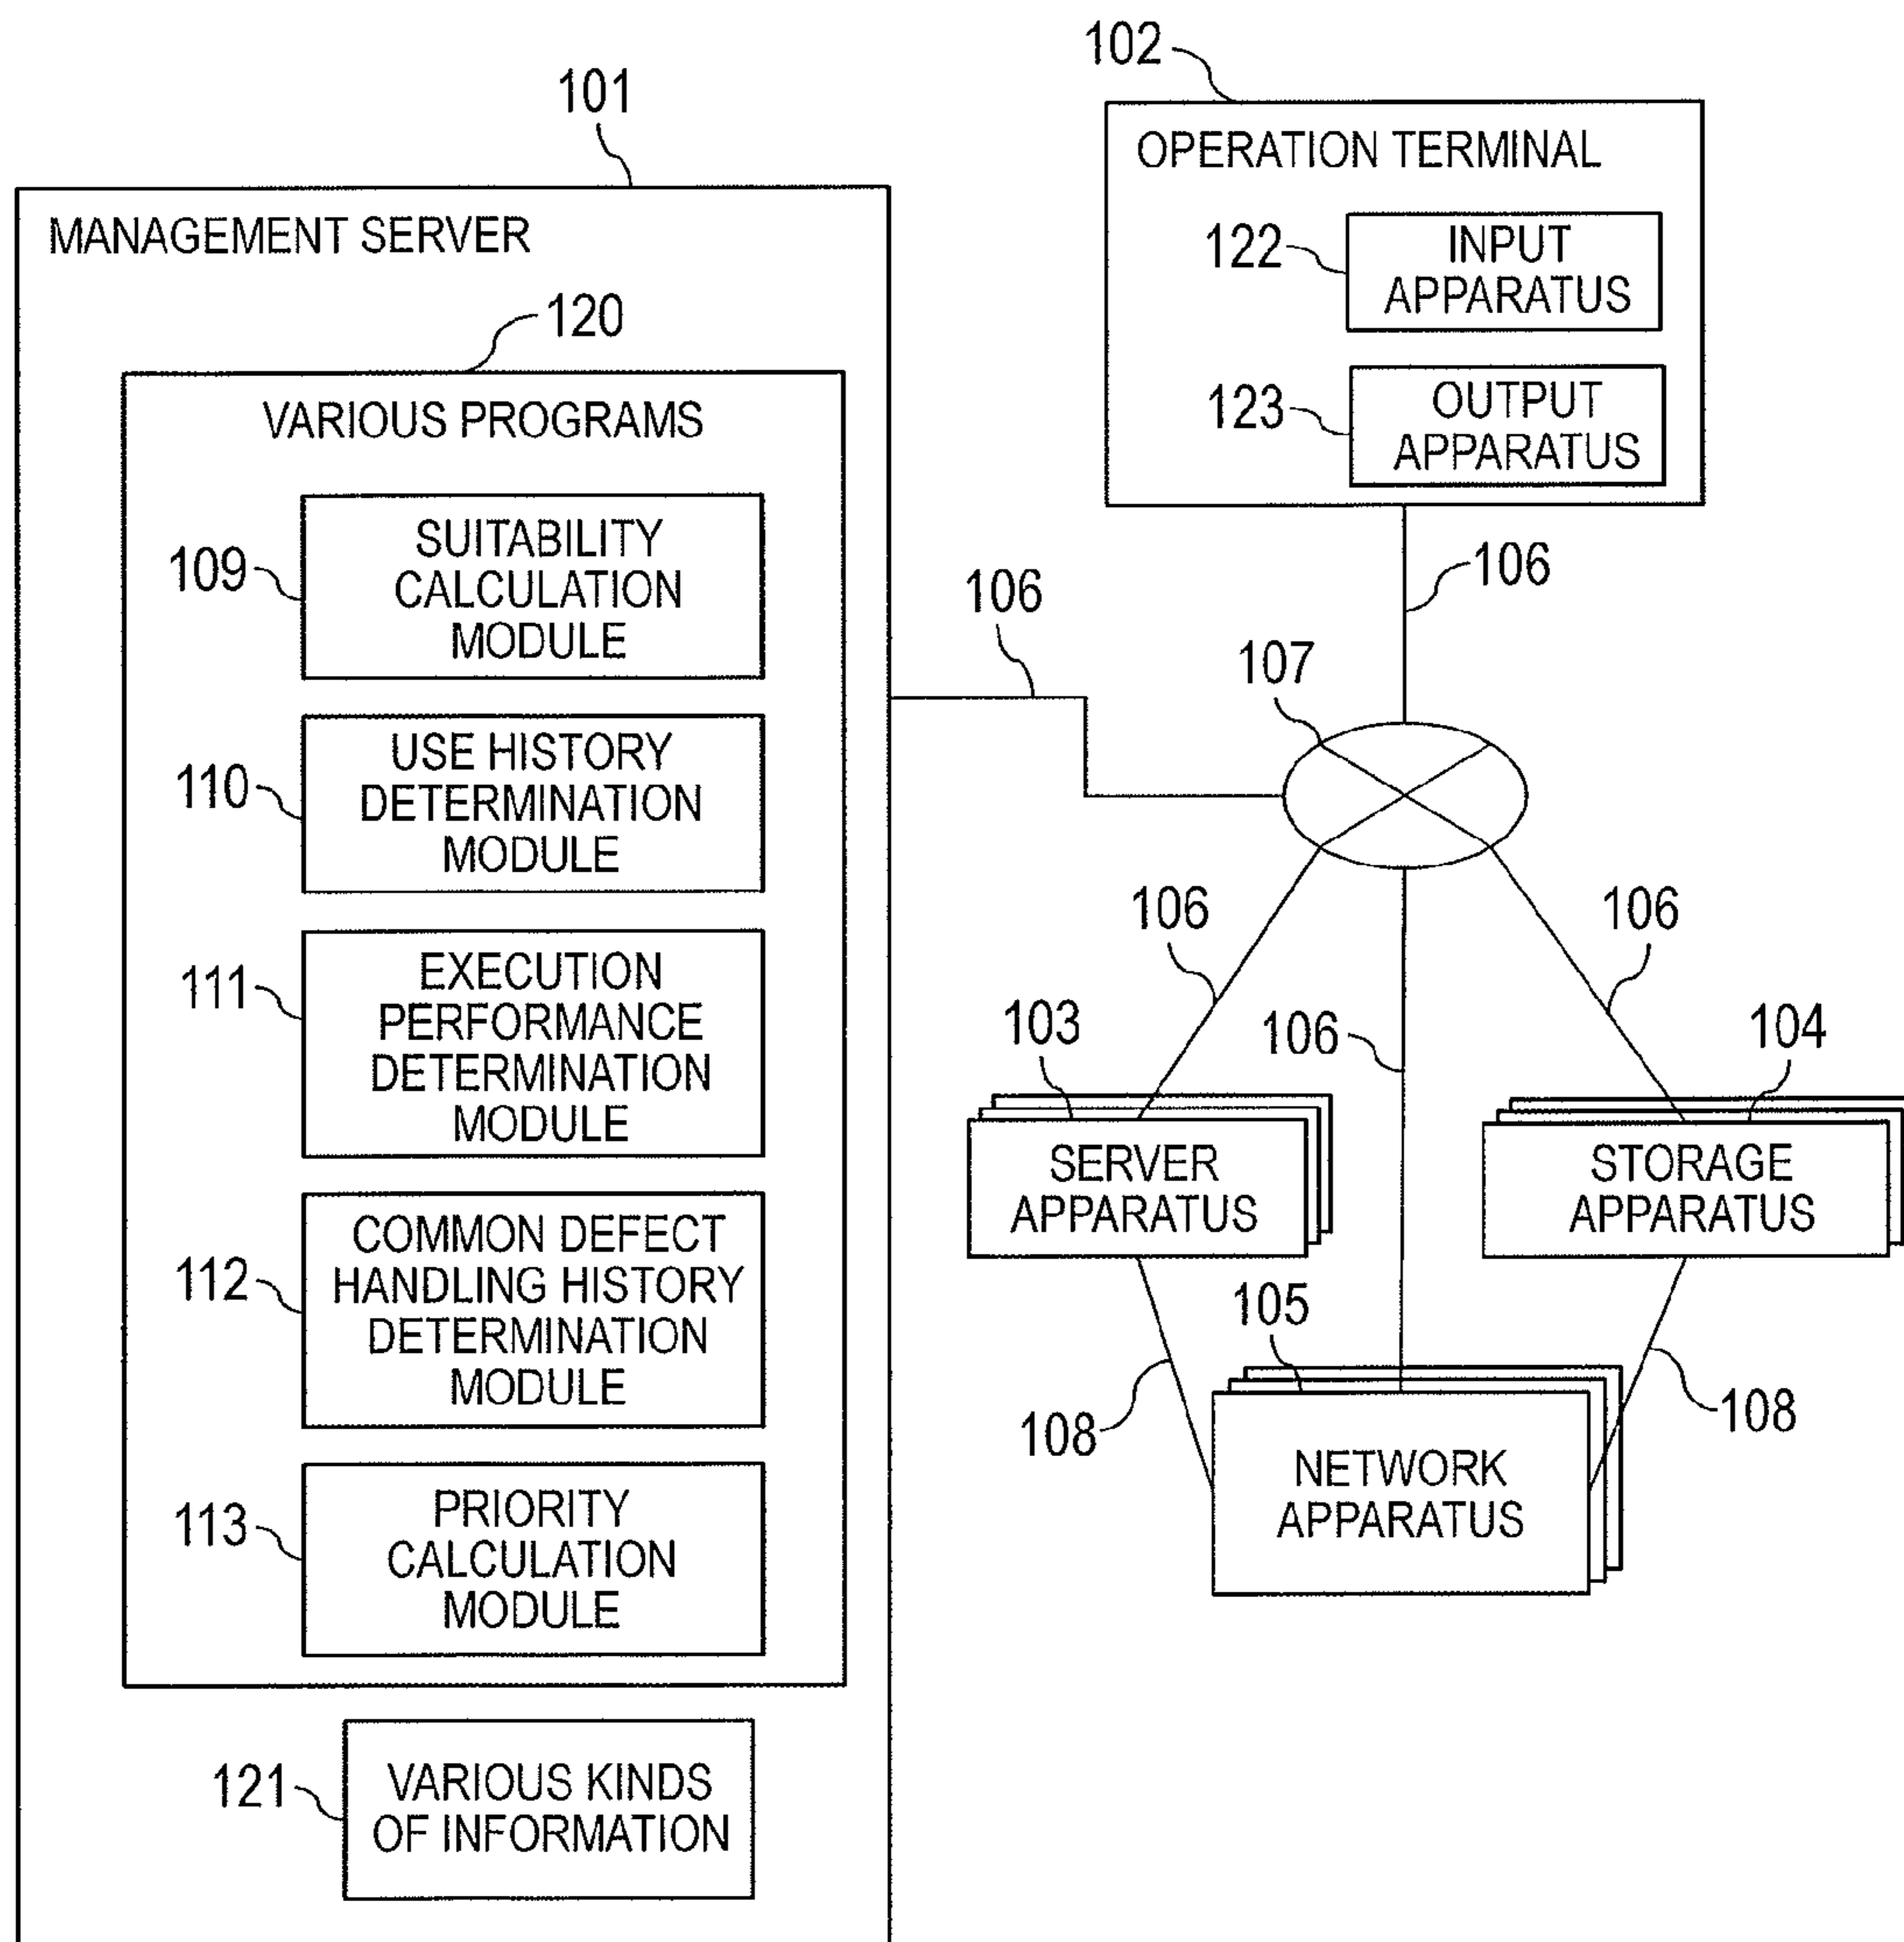 101
MANAGEMENT SERVER
120
VARIOUS PROGRAMS
109
SUITABILITY
CALCULATION
MODULE
110
USE HISTORY
DETERMINATION
MODULE
111
EXECUTION
PERFORMANCE
DETERMINATION
MODULE
112
COMMON DEFECT
HANDLING HISTORY
DETERMINATION
MODULE
113
PRIORITY
CALCULATION
MODULE
121
VARIOUS KINDS
OF INFORMATION
102
OPERATION TERMINAL
122
INPUT
APPARATUS
123
OUTPUT
APPARATUS
106
106
107
106
106
106
103
SERVER
APPARATUS
104
STORAGE
APPARATUS
105
NETWORK
APPARATUS
108
108